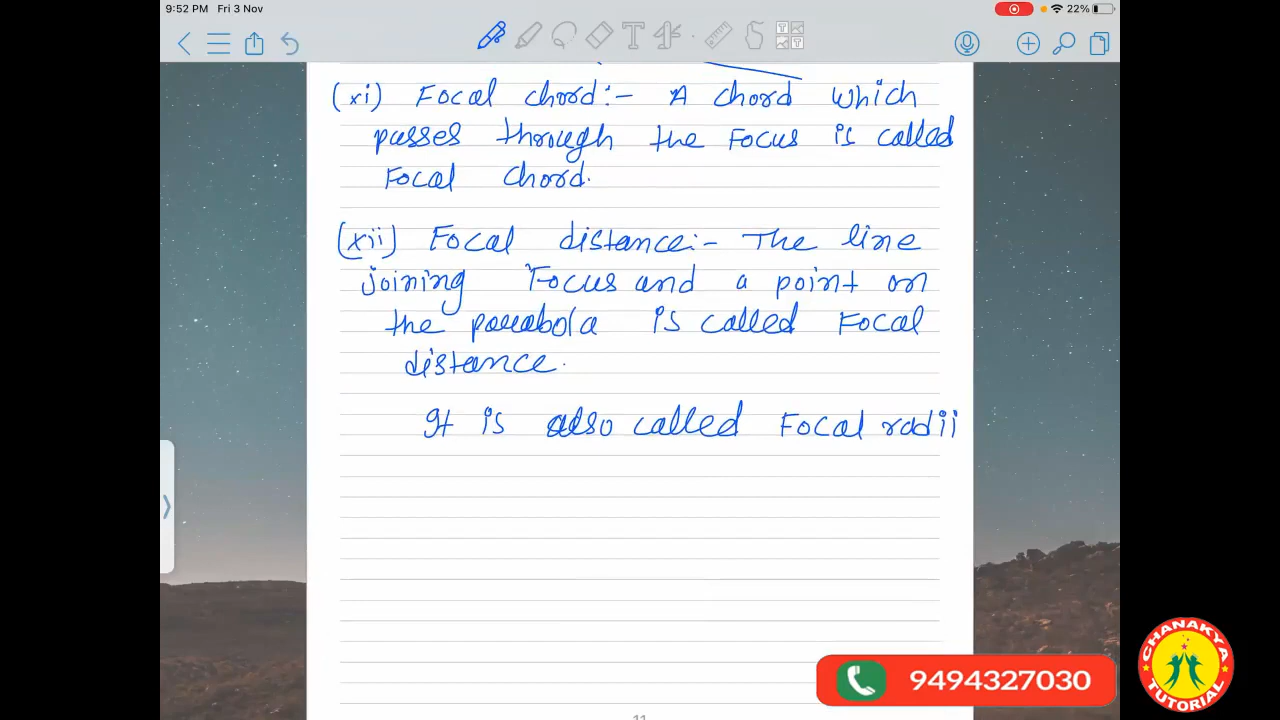 9:52 PM Fri 3 Nov
22%
(xi) Focal chord:- A chord which
passes through the Focus is called
Focal chord.
(xii) Focal distance:- The line
joining Focus and a point on
the parabola is called Focal
distance.
It is also called Focal radii
11
9494327030
CHANAKYA
TUTORIAL